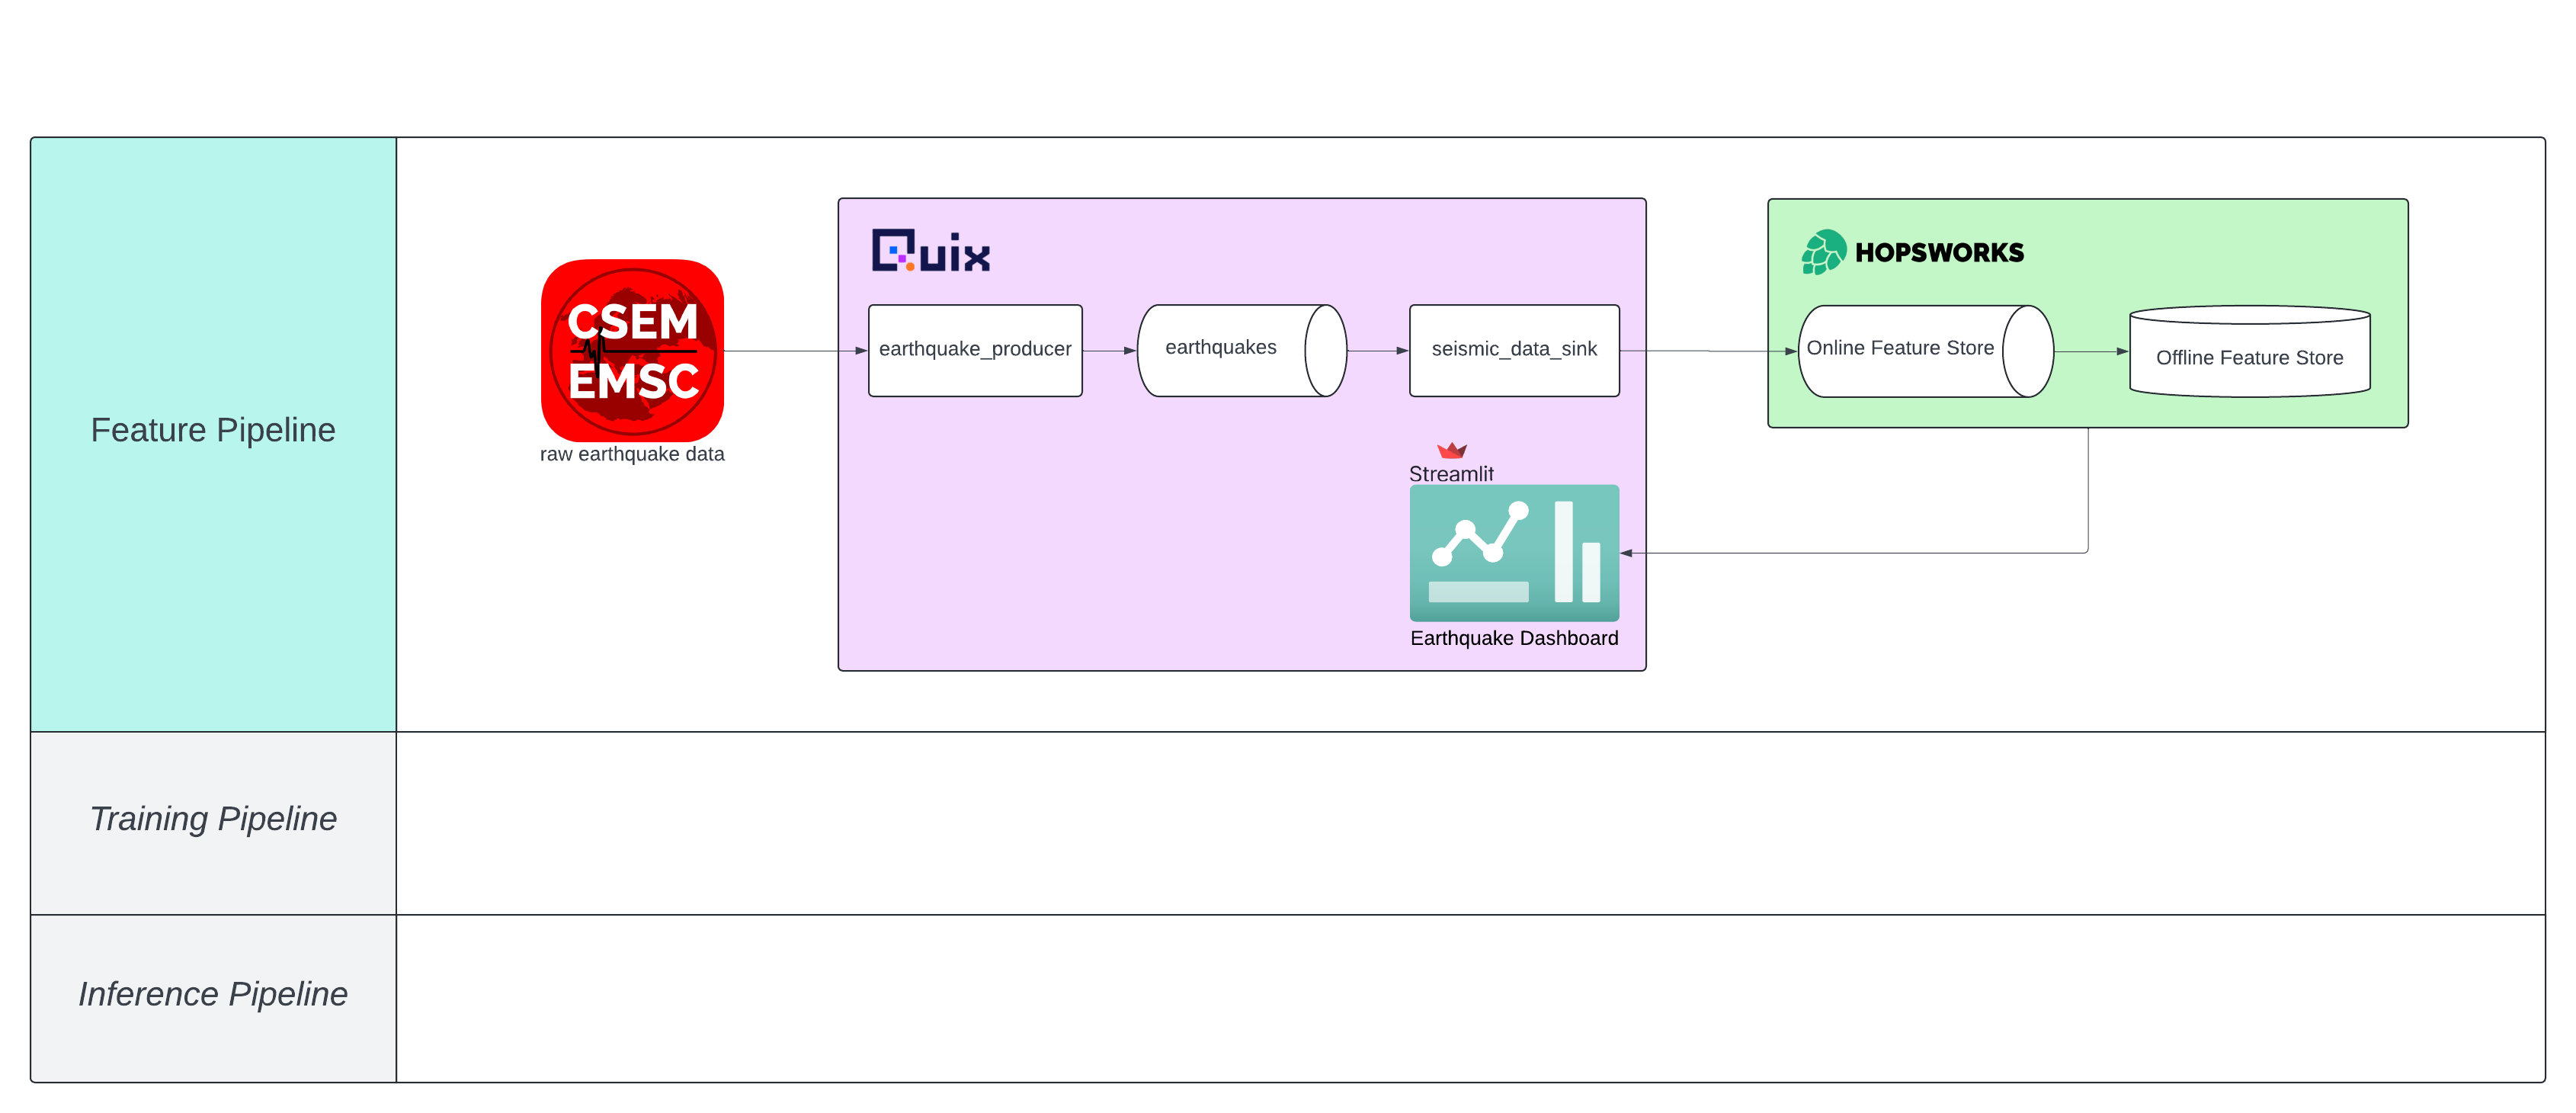 Feature Pipeline
CSEM
EMSC
raw earthquake data
Quix
earthquake_producer
earthquakes
seismic_data_sink
Streamlit
Earthquake Dashboard
HOPSWORKS
Online Feature Store
Offline Feature Store
Training Pipeline
Inference Pipeline